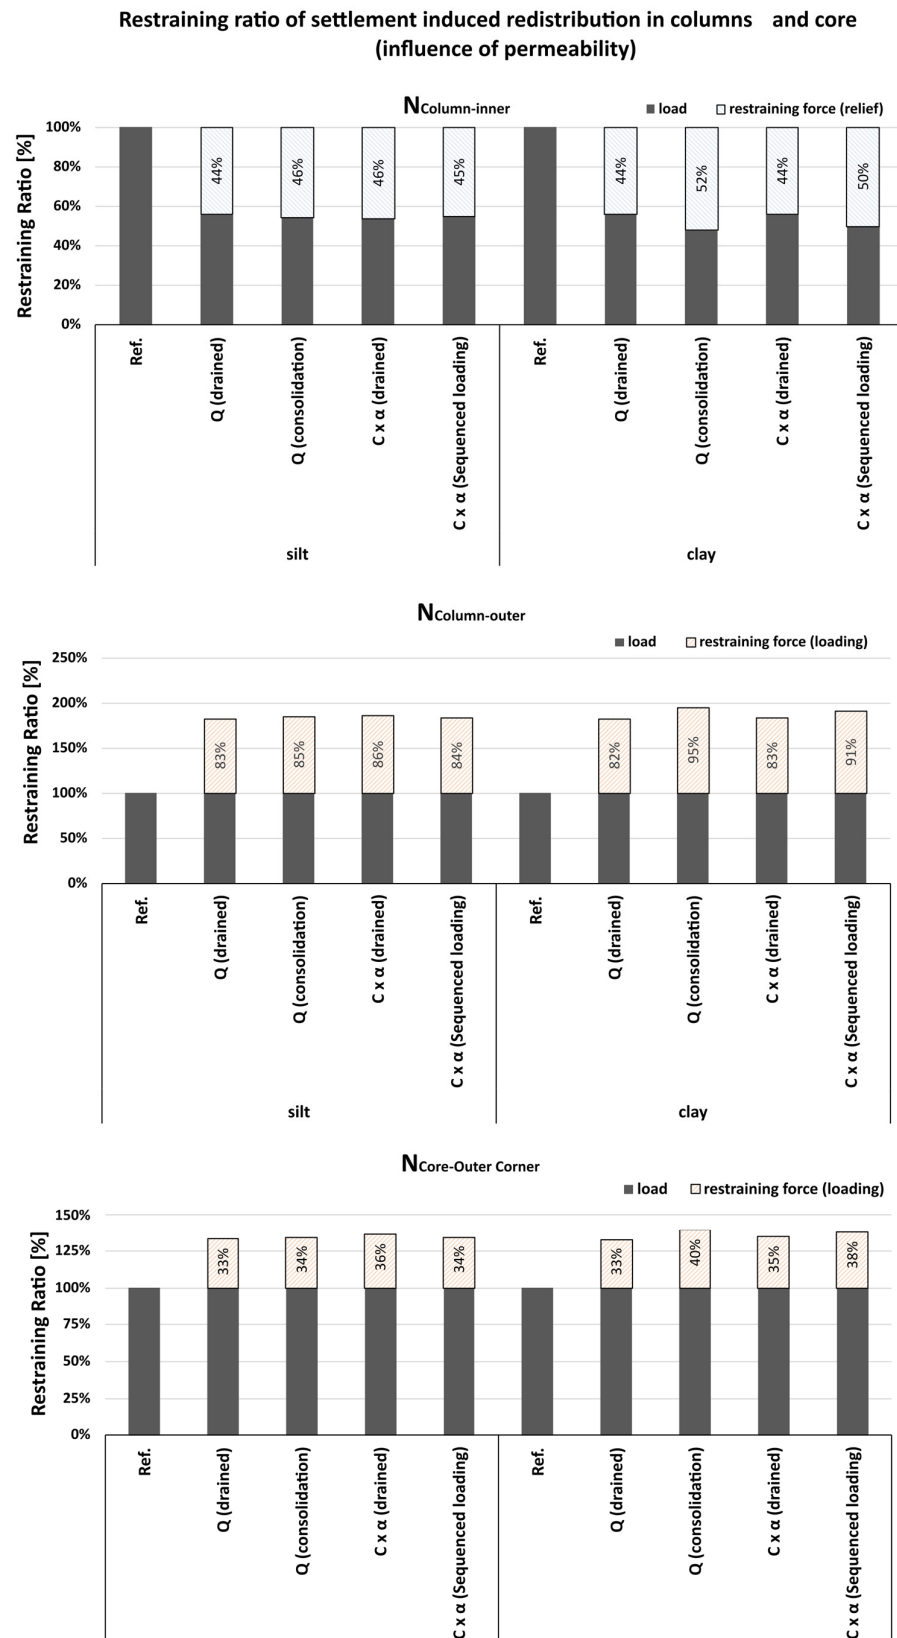 Restraining ratio of settlement induced redistribution in columns and core
(influence of permeability)
NColumn-inner
load restraining force (relief)
Restraining Ratio [%]
100%
80%
60%
40%
20%
0%
44%
46%
46%
45%
44%
52%
44%
50%
Ref.
Q (drained)
Q (consolidation)
C x α (drained)
C x α (Sequenced loading)
Ref.
Q (drained)
Q (consolidation)
C x α (drained)
C x α (Sequenced loading)
silt
clay
NColumn-outer
load restraining force (loading)
Restraining Ratio [%]
250%
200%
150%
100%
50%
0%
83%
85%
86%
84%
82%
95%
83%
91%
Ref.
Q (drained)
Q (consolidation)
C x α (drained)
C x α (Sequenced loading)
Ref.
Q (drained)
Q (consolidation)
C x α (drained)
C x α (Sequenced loading)
silt
clay
NCore-Outer Corner
load restraining force (loading)
Restraining Ratio [%]
150%
125%
100%
75%
50%
25%
0%
33%
34%
36%
34%
33%
40%
35%
38%
Ref.
Q (drained)
Q (consolidation)
C x α (drained)
C x α (Sequenced loading)
Ref.
Q (drained)
Q (consolidation)
C x α (drained)
C x α (Sequenced loading)